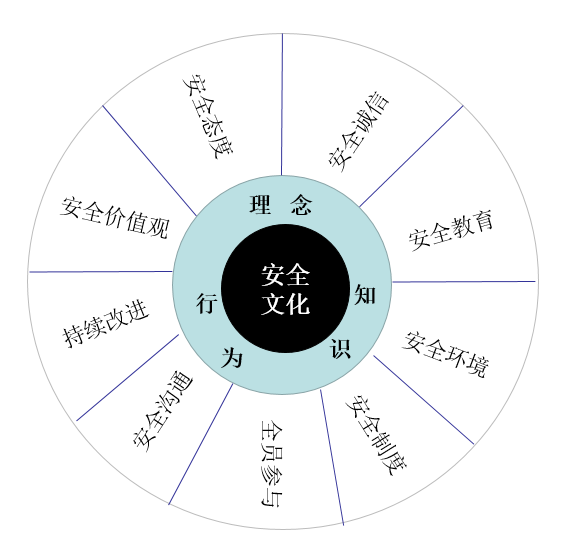 安全态度
安全诚信
安全价值观
安全教育
理 念
安全
文化
行为
知识
持续改进
安全环境
安全沟通
全员参与
安全制度